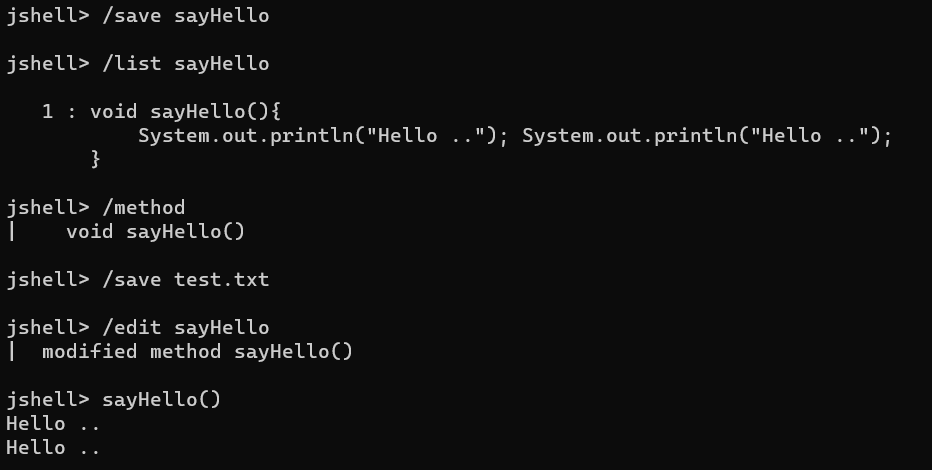 jshell> /save sayHello
jshell> /list sayHello
   1 : void sayHello(){
           System.out.println("Hello .."); System.out.println("Hello ..");
       }
jshell> /method
|    void sayHello()
jshell> /save test.txt
jshell> /edit sayHello
|  modified method sayHello()
jshell> sayHello()
Hello ..
Hello ..